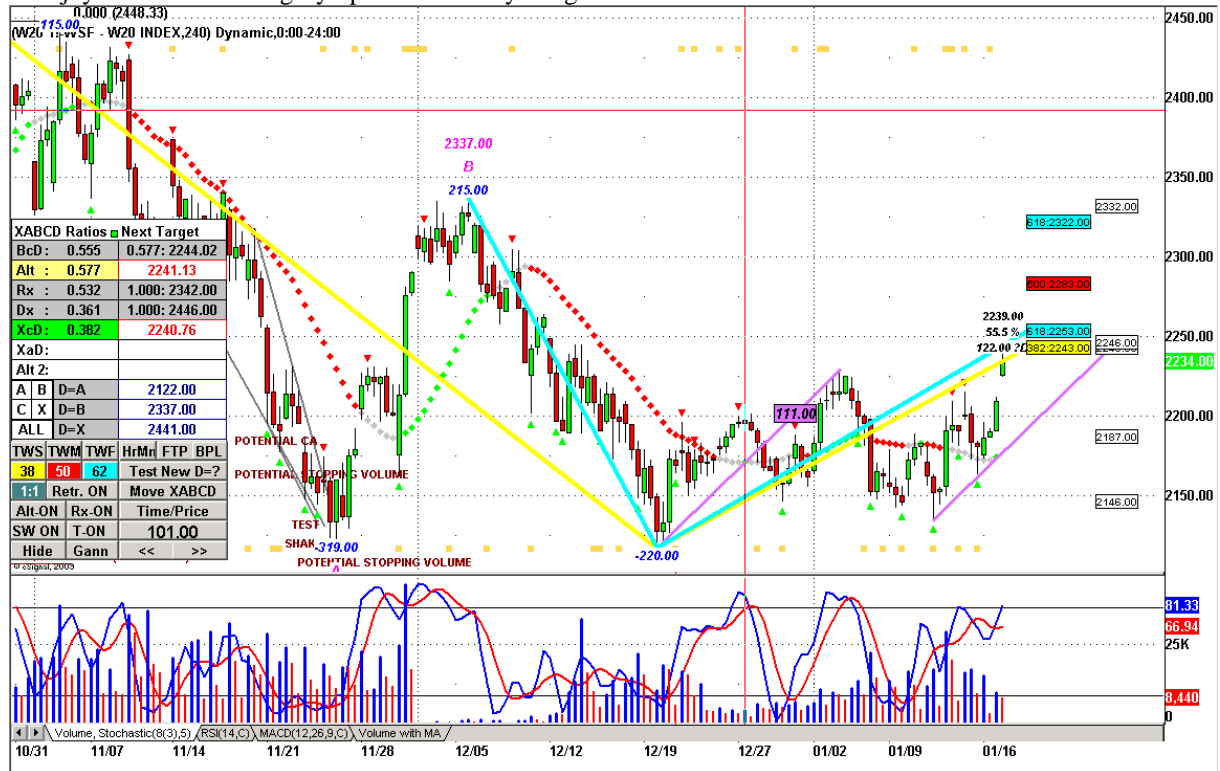 0.000 (2448.33)
115.00
(W20 1!-WSF - W20 INDEX,240) Dynamic,0:00-24:00
2450.00
2400.00
2350.00
2300.00
2250.00
2234.00
2200.00
2150.00
2337.00
B
215.00
2332.00
618:2322.00
500:2283.00
2239.00
55.5 %
618:2253.00
122.00
382:2243.00
2246.00
111.00
2187.00
2146.00
XABCD Ratios Next Target
BcD: 0.555 0.577: 2244.02
Alt : 0.577 2241.13
Rx : 0.532 1.000: 2342.00
Dx : 0.361 1.000: 2446.00
XcD: 0.382 2240.76
XaD:
Alt 2:
A B D=A 2122.00
C X D=B 2337.00
ALL D=X 2441.00
TWS TWM TWF HrMn FTP BPL
38 50 62 Test New D=?
1:1 Retr. ON Move XABCD
Alt-ON Rx-ON Time/Price
SW ON T-ON 101.00
Hide Gann << >>
© eSignal, 2009
POTENTIAL CA
POTENTIAL STOPPING VOLUME
TEST
SHAK
-319.00
A
POTENTIAL STOPPING VOLUME
-220.00
81.33
66.94
25K
8,440
0
Volume, Stochastic(8(3),5) RSI(14,C) MACD(12,26,9,C) Volume with MA
10/31 11/07 11/14 11/21 11/28 12/05 12/12 12/19 12/27 01/02 01/09 01/16